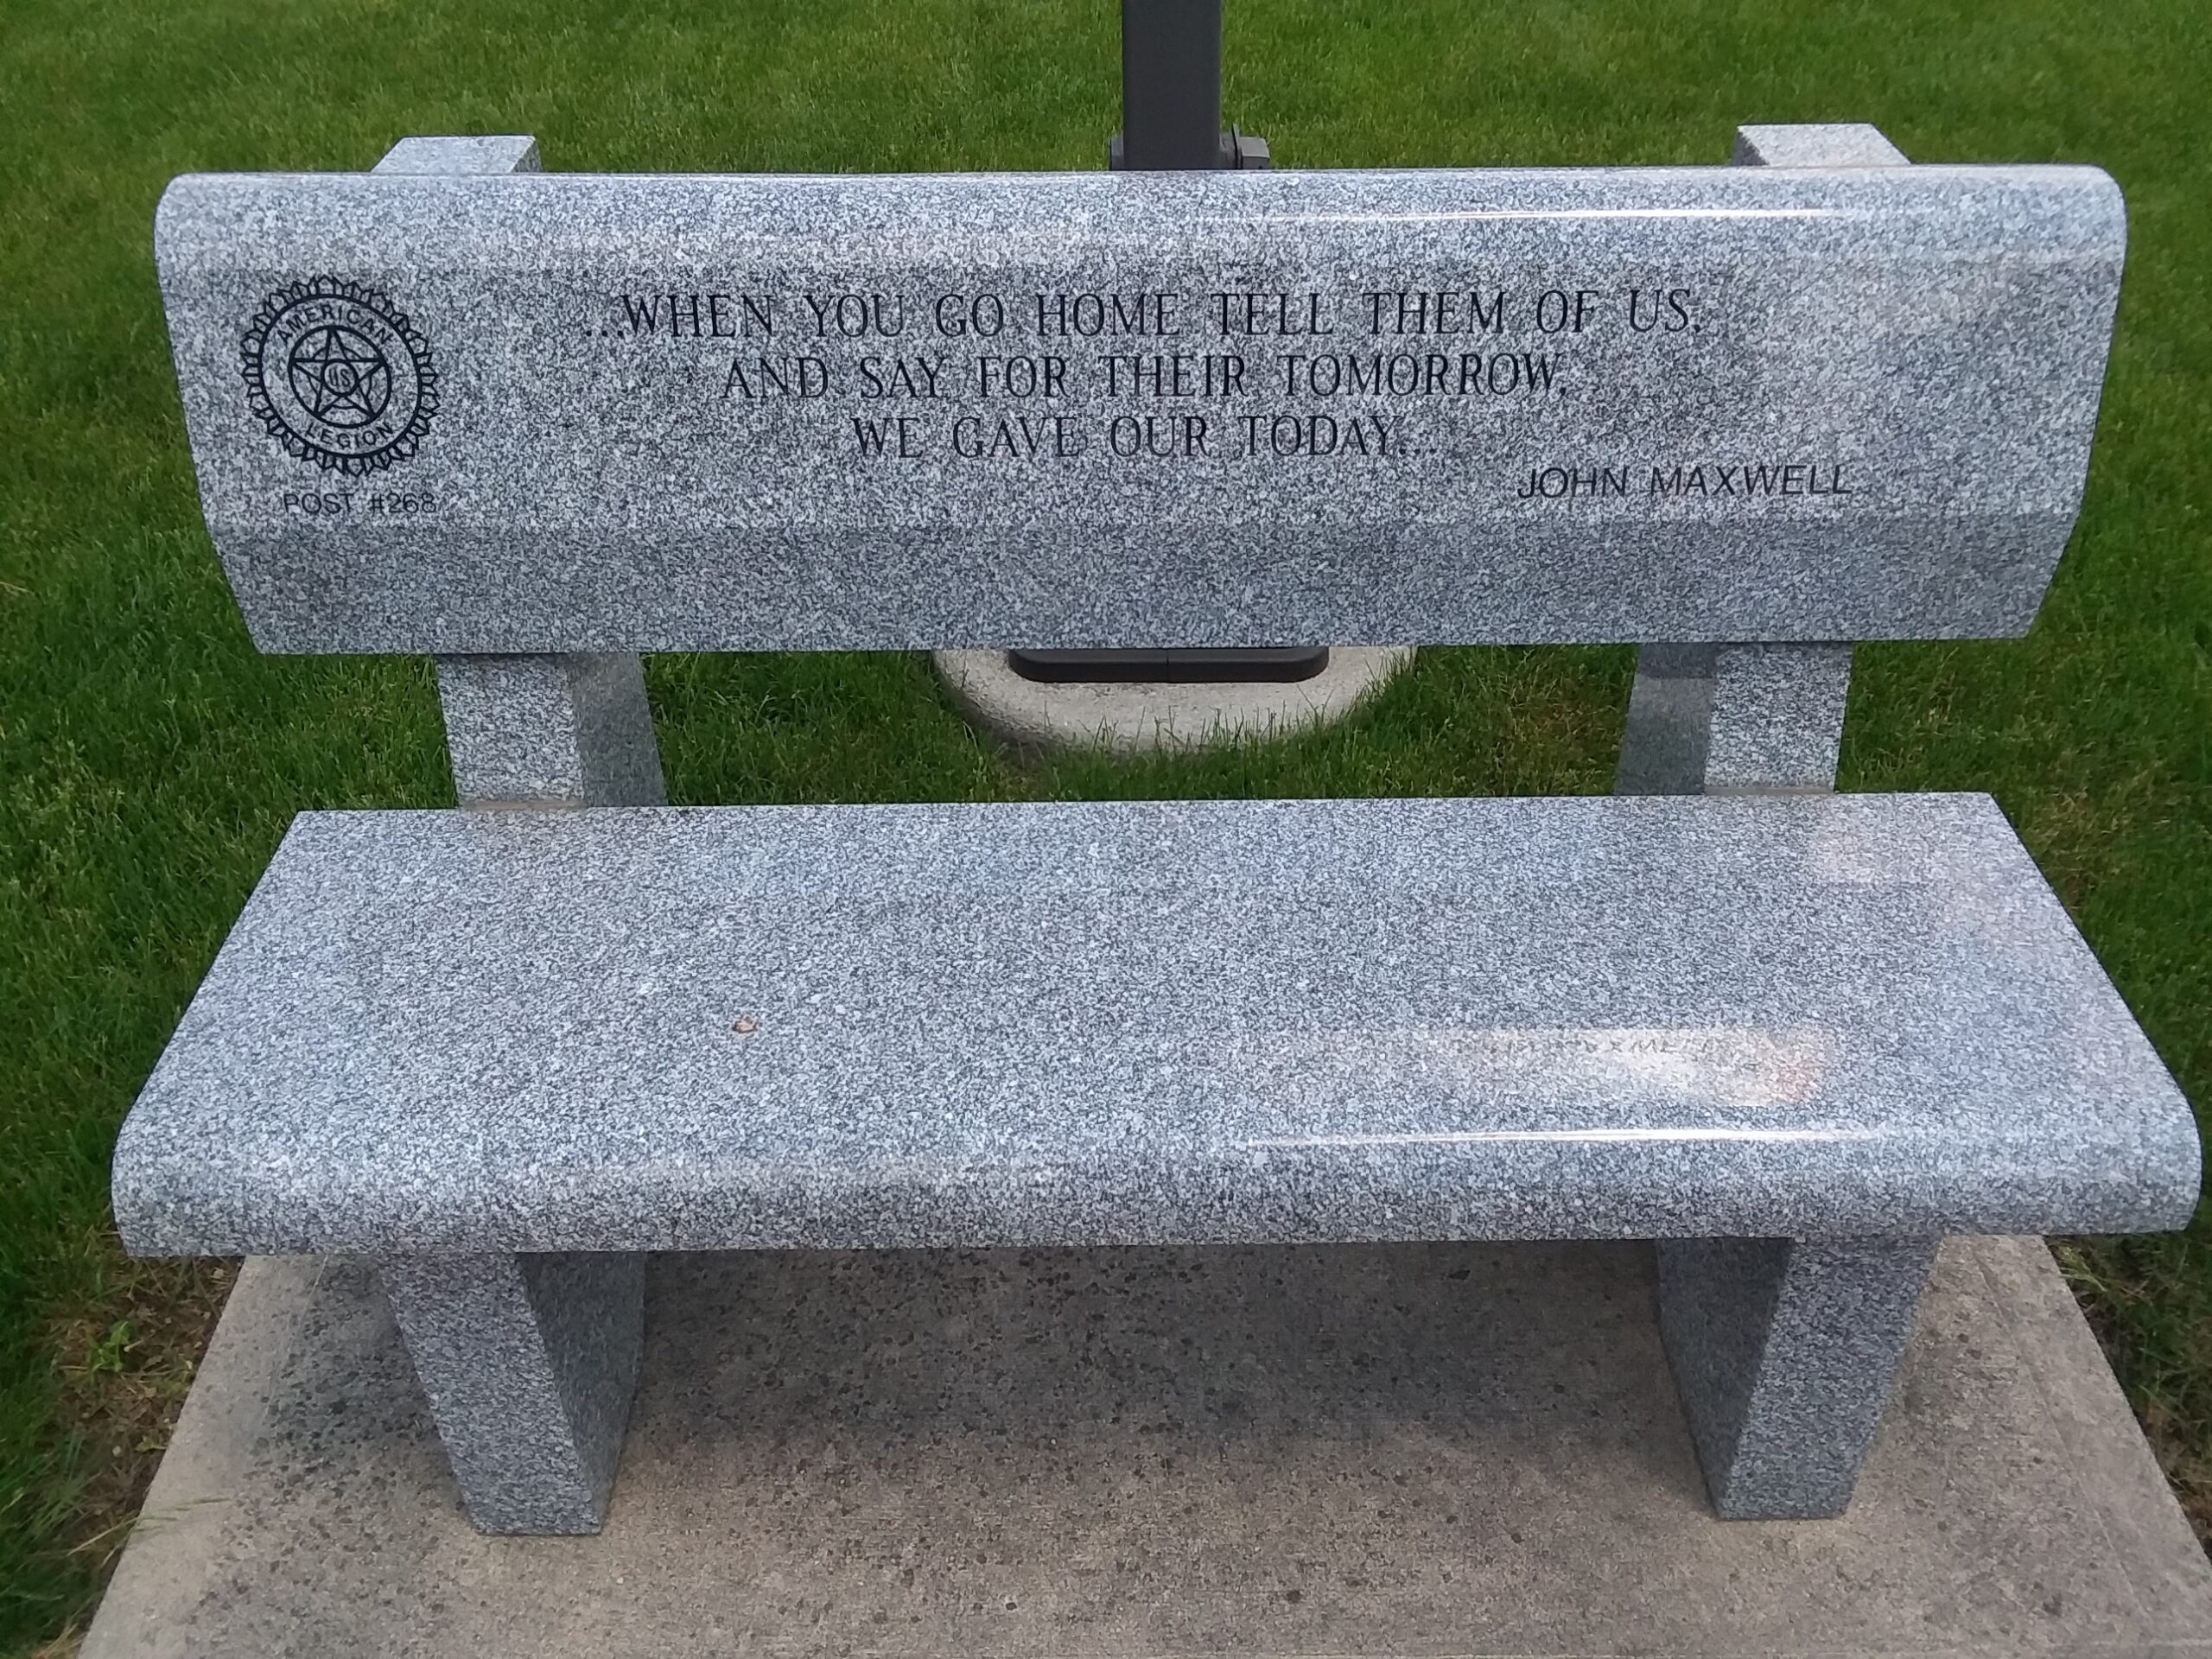 AMERICAN
US
LEGION
POST #268
...WHEN YOU GO HOME TELL THEM OF US,
AND SAY FOR THEIR TOMORROW,
WE GAVE OUR TODAY...
JOHN MAXWELL